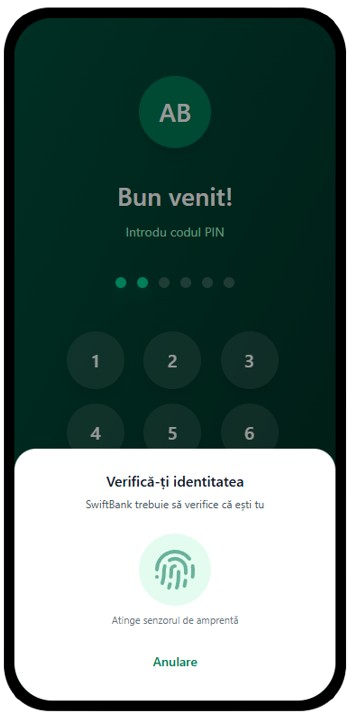 AB
Bun venit!
Introdu codul PIN
1 2 3
4 5 6
Verifică-ți identitatea
SwiftBank trebuie să verifice că ești tu
Atinge senzorul de amprentă
Anulare